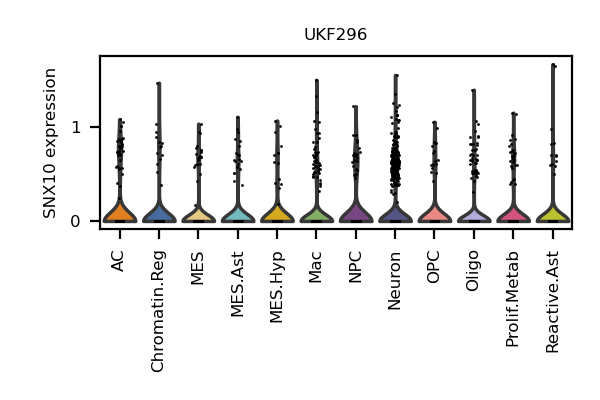 UKF296
SNX10 expression
1
0
AC
Chromatin.Reg
MES
MES.Ast
MES.Hyp
Mac
NPC
Neuron
OPC
Oligo
Prolif.Metab
Reactive.Ast